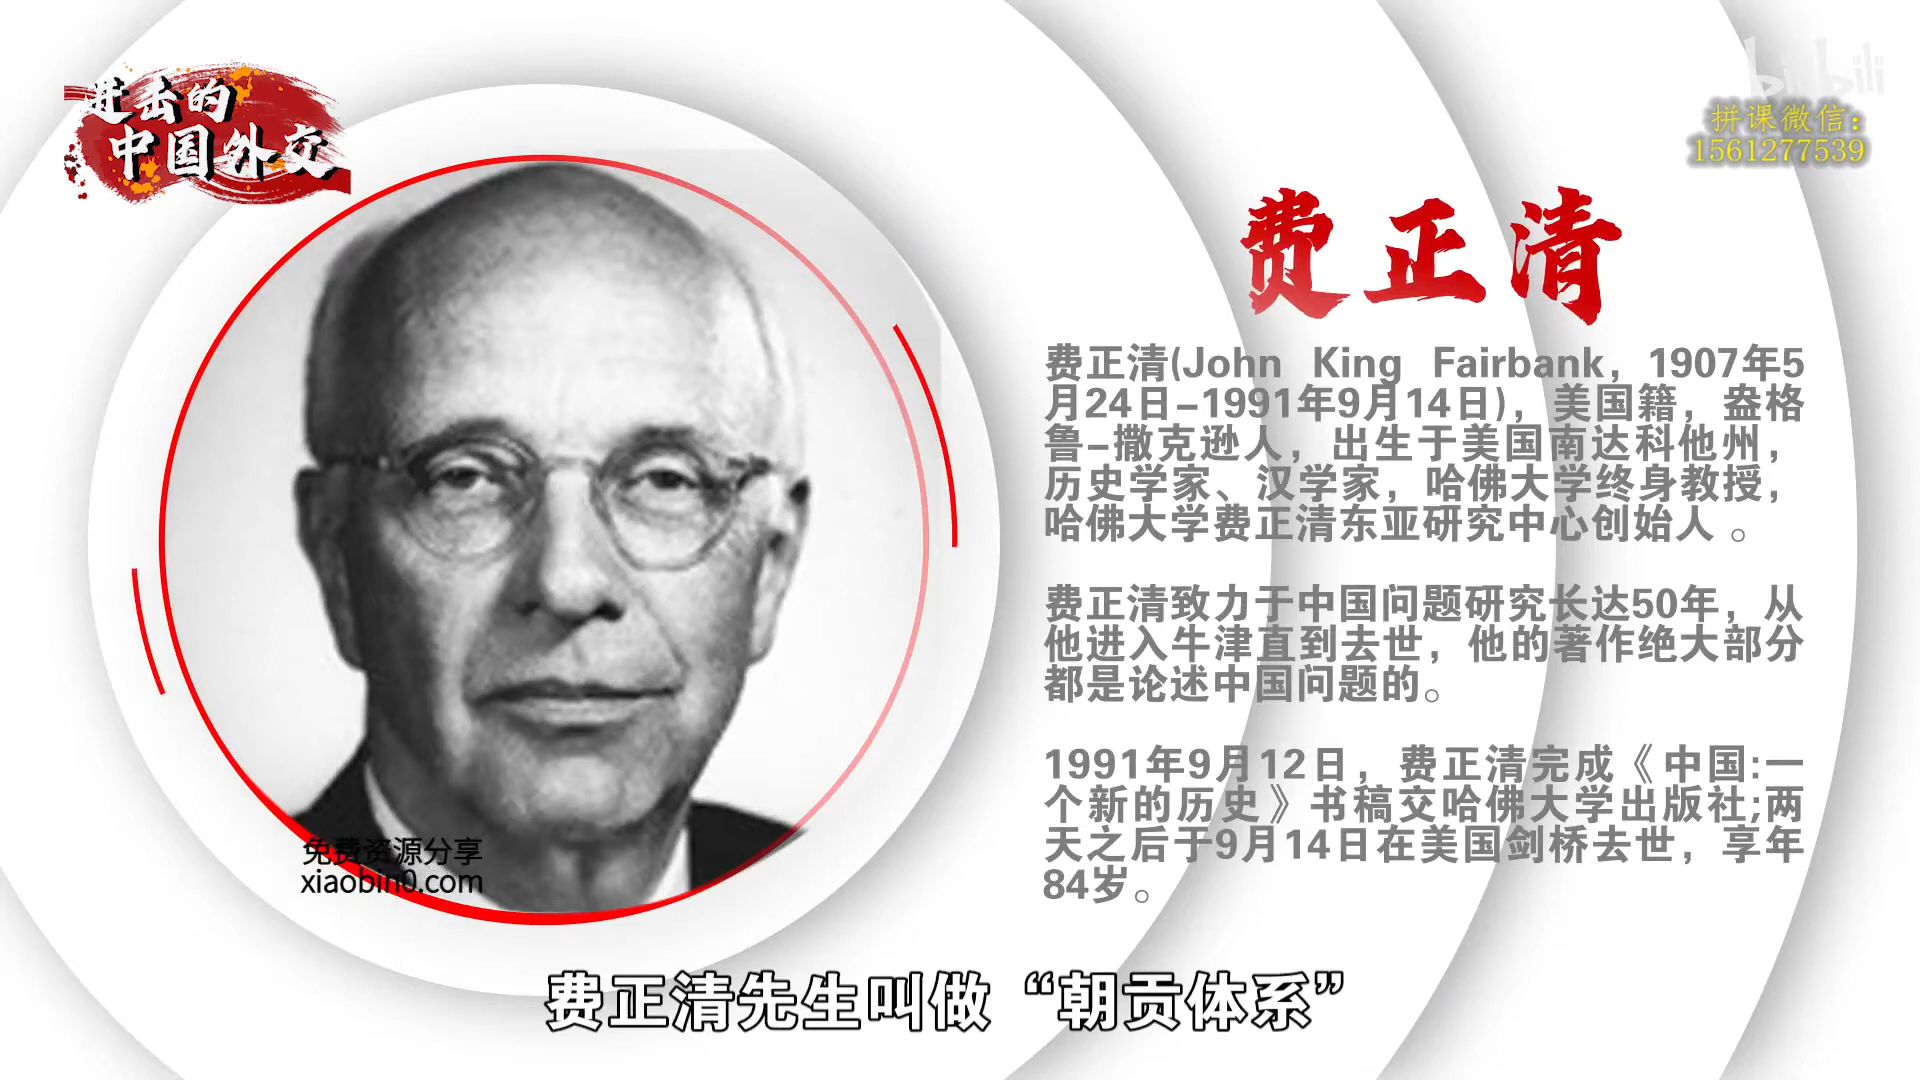 进击的
中国外交
bilibili
拼课微信：
1561277539
费正清
费正清(John King Fairbank，1907年5
月24日-1991年9月14日)，美国籍，盎格
鲁-撒克逊人，出生于美国南达科他州，
历史学家、汉学家，哈佛大学终身教授，
哈佛大学费正清东亚研究中心创始人 。
费正清致力于中国问题研究长达50年，从
他进入牛津直到去世，他的著作绝大部分
都是论述中国问题的。
1991年9月12日，费正清完成《中国:一
个新的历史》书稿交哈佛大学出版社;两
天之后于9月14日在美国剑桥去世，享年
84岁。
免费资源分享
xiaobin0.com
费正清先生叫做“朝贡体系”